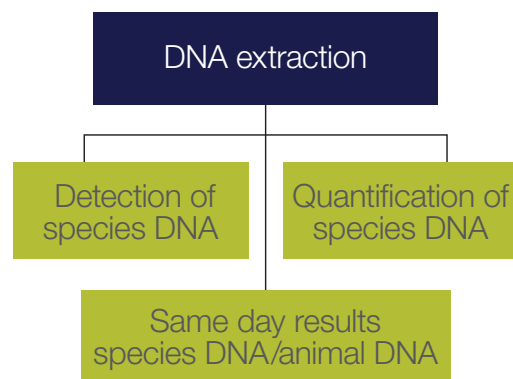 DNA extraction
Detection of
species DNA
Quantification of
species DNA
Same day results
species DNA/animal DNA